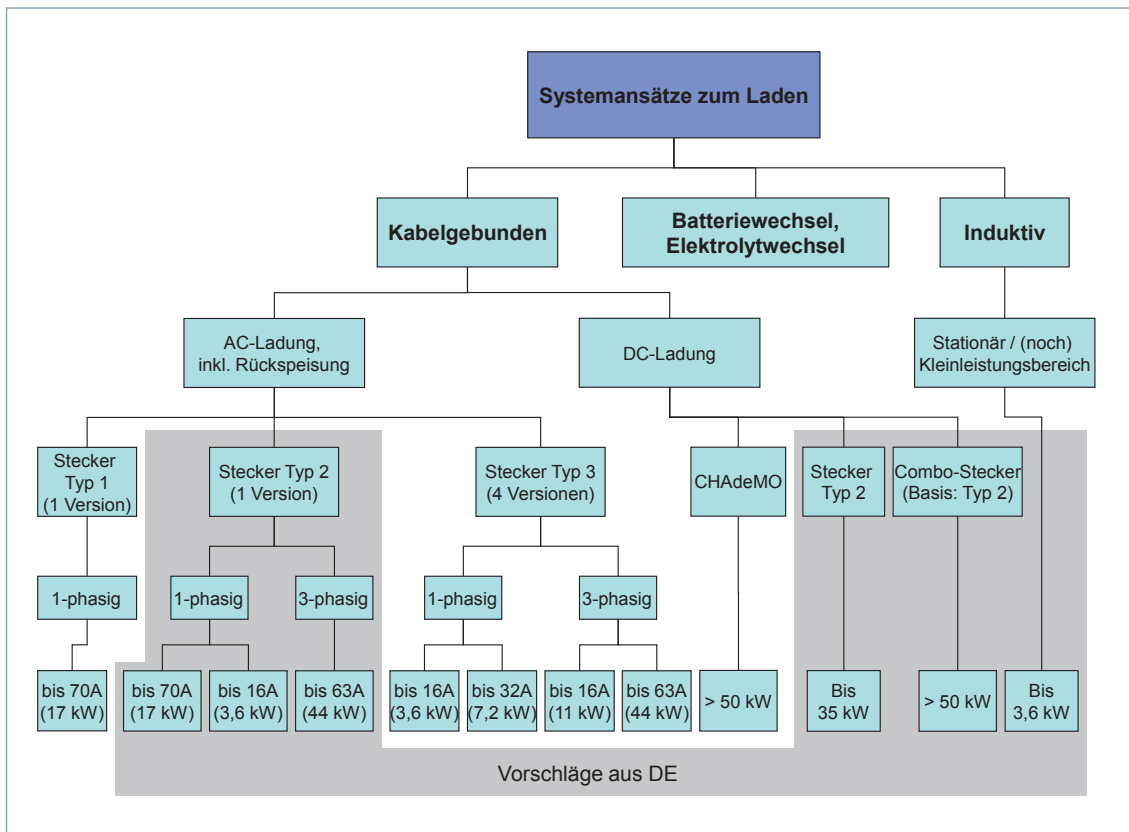 Systemansätze zum Laden
Kabelgebunden
Batteriewechsel,
Elektrolytwechsel
Induktiv
AC-Ladung,
inkl. Rückspeisung
DC-Ladung
Stationär / (noch)
Kleinleistungsbereich
Stecker
Typ 1
(1 Version)
Stecker Typ 2
(1 Version)
Stecker Typ 3
(4 Versionen)
CHAdeMO
Stecker
Typ 2
Combo-Stecker
(Basis: Typ 2)
1-phasig
1-phasig
3-phasig
1-phasig
3-phasig
bis 70A
(17 kW)
bis 70A
(17 kW)
bis 16A
(3,6 kW)
bis 63A
(44 kW)
bis 16A
(3,6 kW)
bis 32A
(7,2 kW)
bis 16A
(11 kW)
bis 63A
(44 kW)
> 50 kW
Bis
35 kW
> 50 kW
Bis
3,6 kW
Vorschläge aus DE